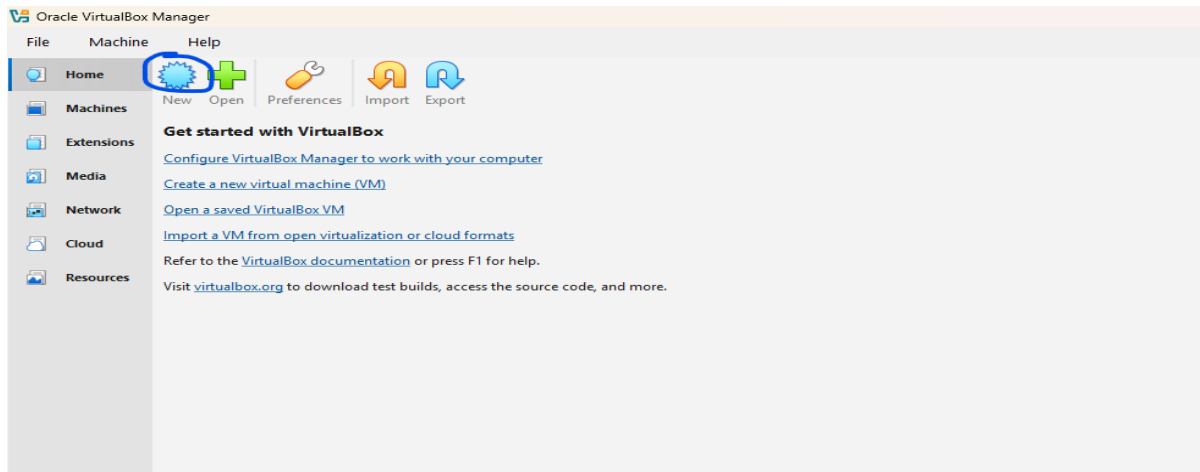 Oracle VirtualBox Manager
File Machine Help
Home
Machines
Extensions
Media
Network
Cloud
Resources
New Open Preferences Import Export
Get started with VirtualBox
Configure VirtualBox Manager to work with your computer
Create a new virtual machine (VM)
Open a saved VirtualBox VM
Import a VM from open virtualization or cloud formats
Refer to the VirtualBox documentation or press F1 for help.
Visit virtualbox.org to download test builds, access the source code, and more.